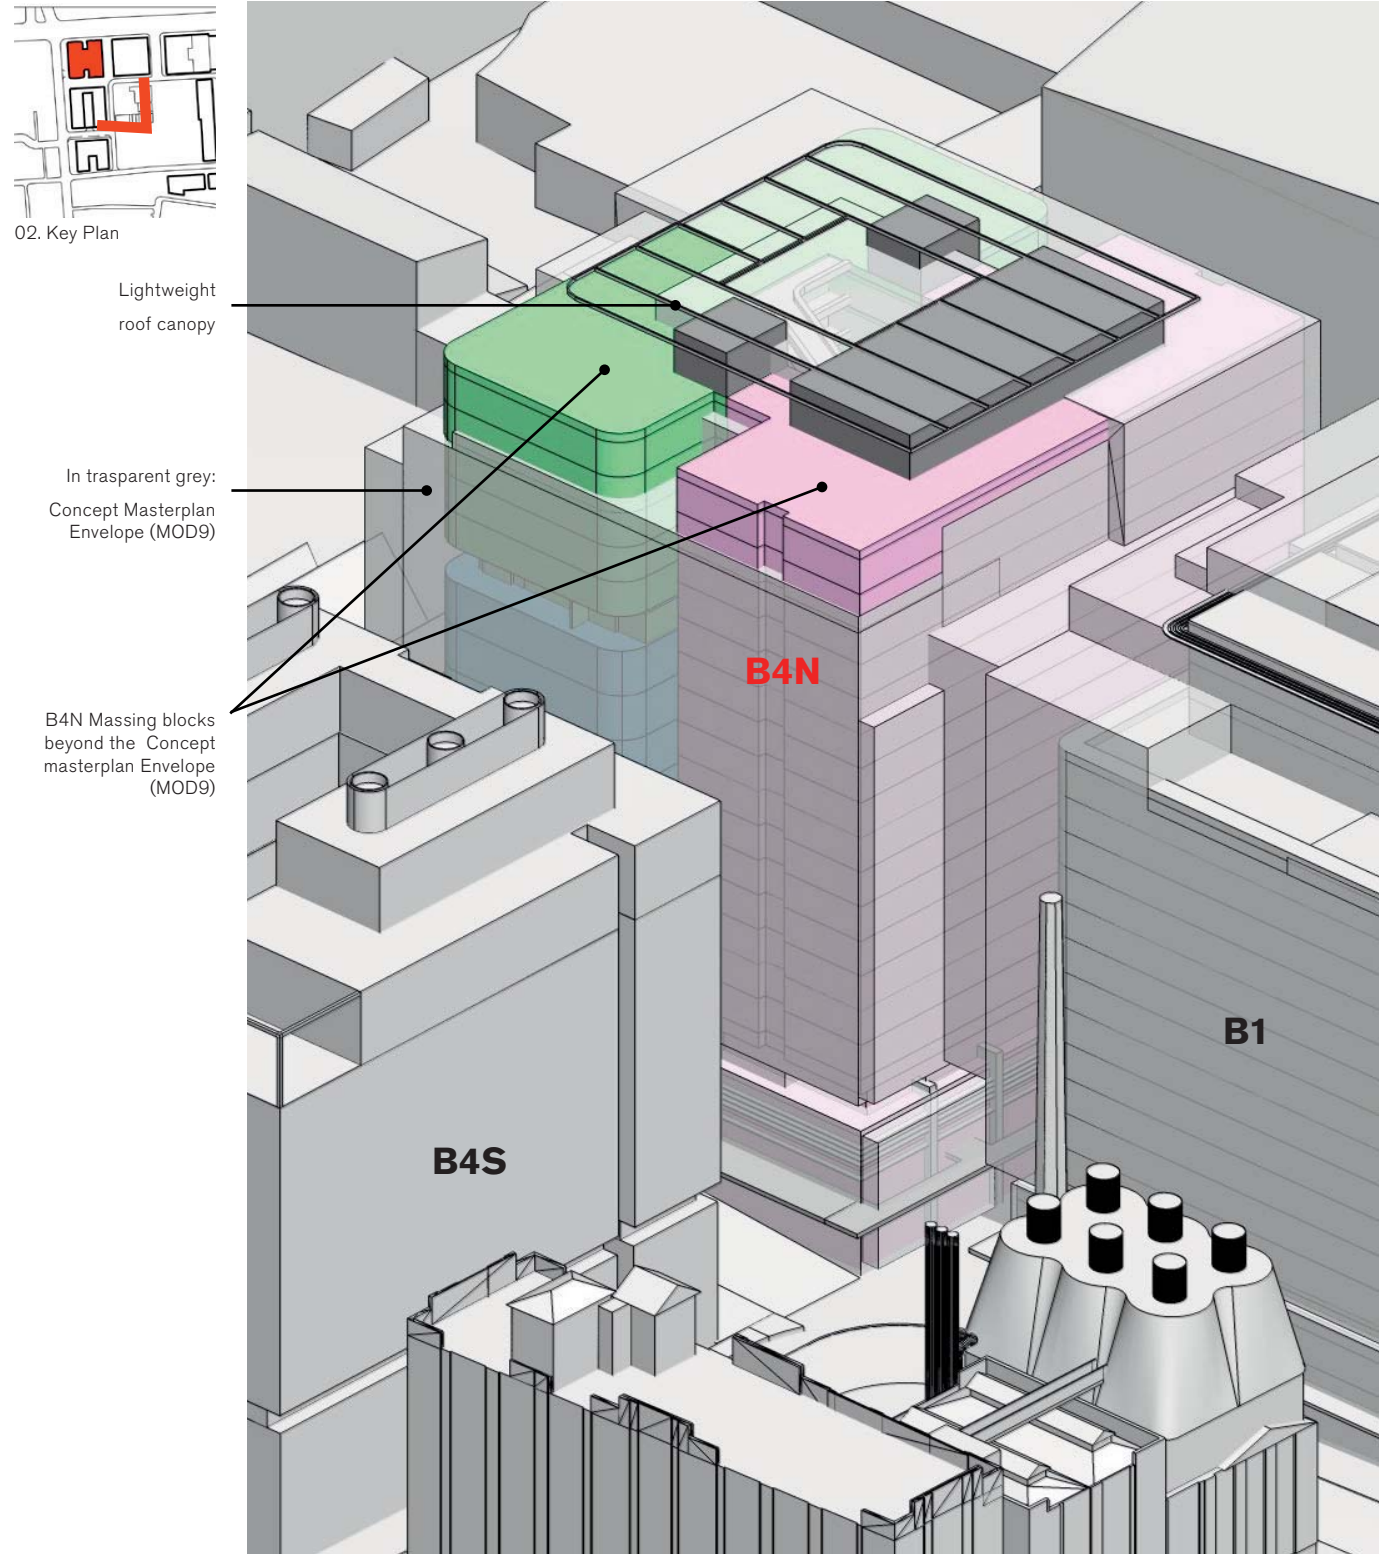 02. Key Plan
Lightweight
roof canopy
In trasparent grey:
Concept Masterplan
Envelope (MOD9)
B4N Massing blocks
beyond the Concept
masterplan Envelope
(MOD9)
B4N
B1
B4S